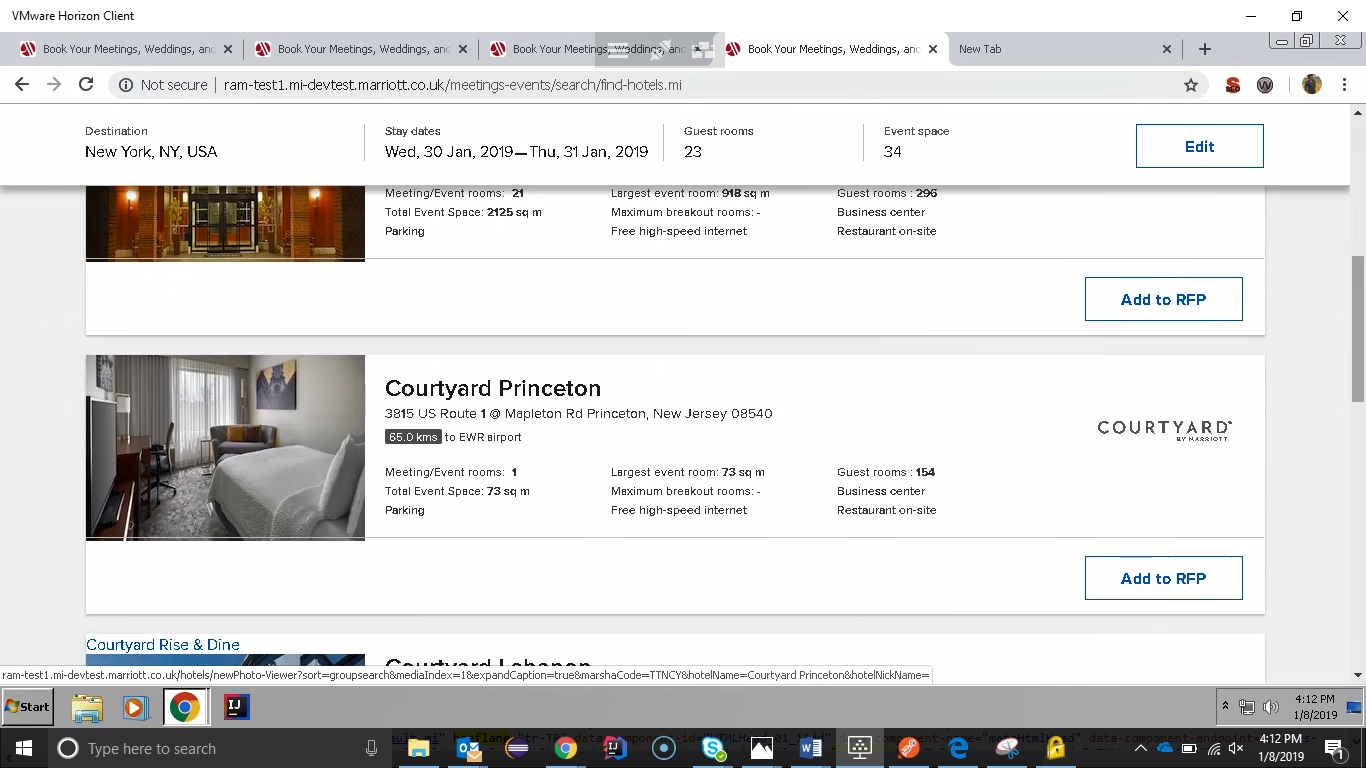 VMware Horizon Client
Book Your Meetings, Weddings, and
Book Your Meetings, Weddings, and
Book Your Meetings, Weddings, and
Book Your Meetings, Weddings, and
New Tab
Not secure
ram-test1.mi-devtest.marriott.co.uk/meetings-events/search/find-hotels.mi
Destination
Stay dates
Guest rooms
Event space
New York, NY, USA
Wed, 30 Jan, 2019—Thu, 31 Jan, 2019
23
34
Edit
Meeting/Event rooms: 21
Largest event room: 918 sq m
Guest rooms : 296
Total Event Space: 2125 sq m
Maximum breakout rooms: -
Business center
Parking
Free high-speed internet
Restaurant on-site
Add to RFP
Courtyard Princeton
3815 US Route 1 @ Mapleton Rd Princeton, New Jersey 08540
65.0 kms to EWR airport
COURTYARD
BY MARRIOTT
Meeting/Event rooms: 1
Largest event room: 73 sq m
Guest rooms : 154
Total Event Space: 73 sq m
Maximum breakout rooms: -
Business center
Parking
Free high-speed internet
Restaurant on-site
Add to RFP
Courtyard Rise & Dine
Courtyard Lebanon
ram-test1.mi-devtest.marriott.co.uk/hotels/newPhoto-Viewer?sort=groupsearch&mediaIndex=1&expandCaption=true&marshaCode=TTNCY&hotelName=Courtyard Princeton&hotelNickName=
Start
4:12 PM
1/8/2019
Type here to search
4:12 PM
1/8/2019